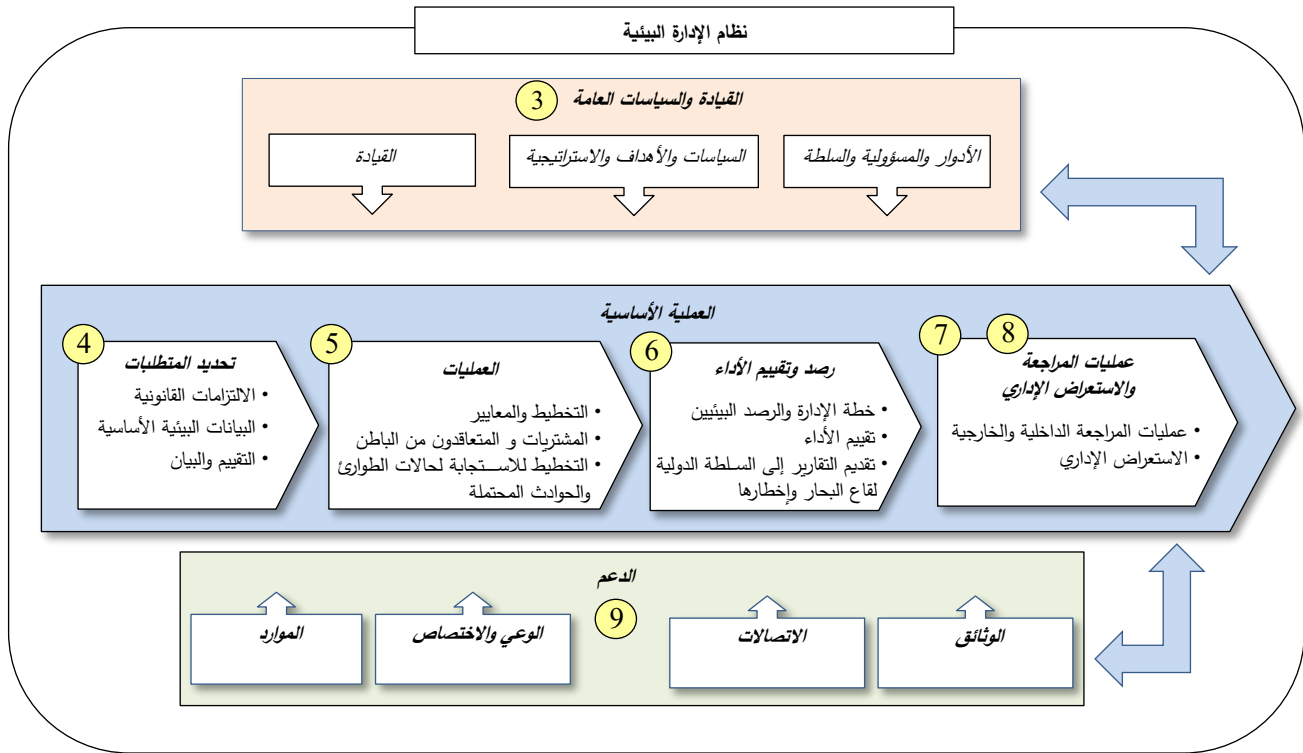 نظام الإدارة البيئية
القيادة والسياسات العامة 3
القيادة
السياسات والأهداف والاستراتيجية
الأدوار والمسؤولية والسلطة
العملية الأساسية
4
تحديد المتطلبات
• الالتزامات القانونية
• البيانات البيئية الأساسية
• التقييم والبيان
5
العمليات
• التخطيط والمعايير
• المشتريات و المتعاقدون من الباطن
• التخطيط للاستجابة لحالات الطوارئ
والحوادث المحتملة
6
رصد وتقييم الأداء
• خطة الإدارة والرصد البيئيين
• تقييم الأداء
• تقديم التقارير إلى السلطة الدولية
لقاع البحار وإخطارها
7 8
عمليات المراجعة
والاستعراض الإداري
• عمليات المراجعة الداخلية والخارجية
• الاستعراض الإداري
الدعم
9
الموارد
الوعي والاختصاص
الاتصالات
الوثائق